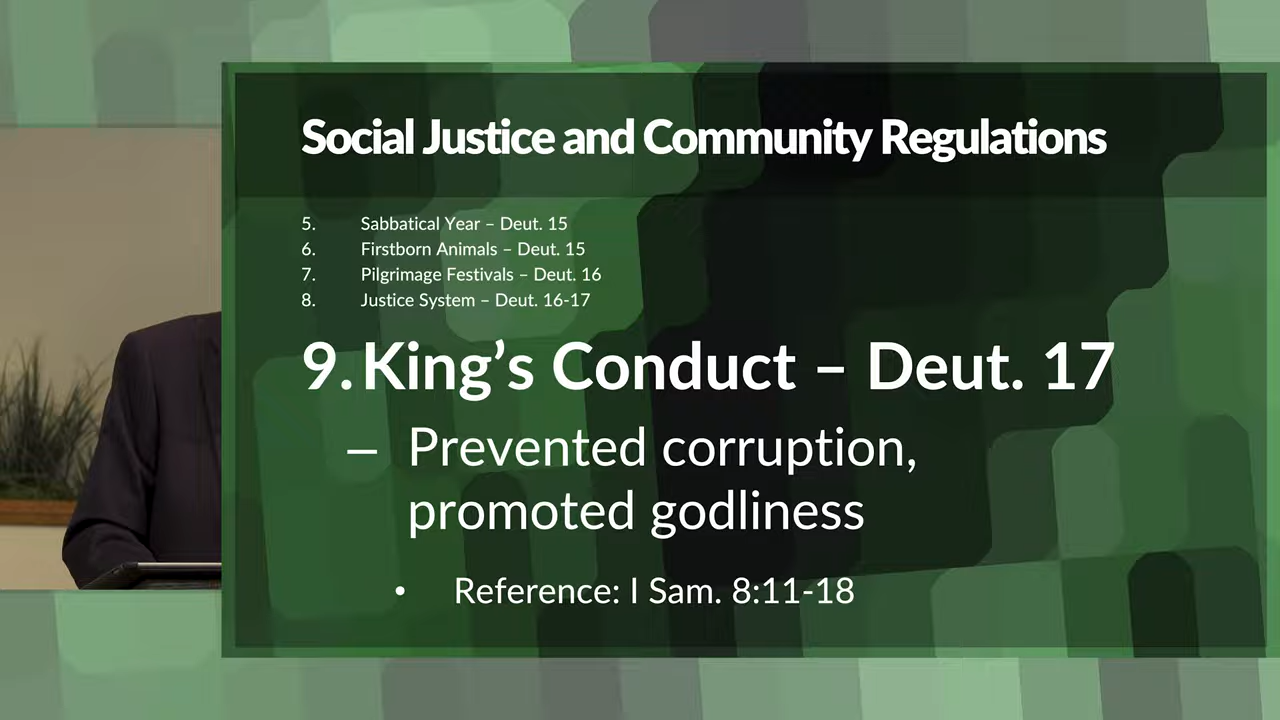 Social Justice and Community Regulations
5. Sabbatical Year – Deut. 15
6. Firstborn Animals – Deut. 15
7. Pilgrimage Festivals – Deut. 16
8. Justice System – Deut. 16-17
9. King’s Conduct – Deut. 17
– Prevented corruption,
promoted godliness
• Reference: I Sam. 8:11-18